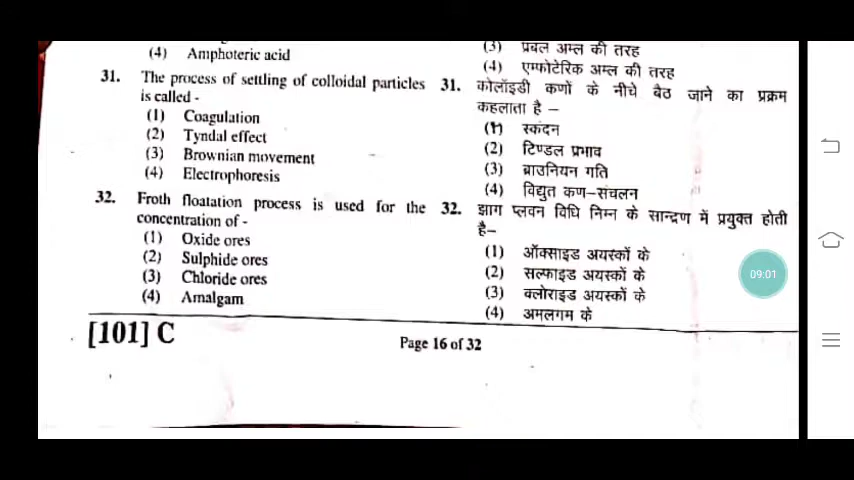 (4) Amphoteric acid
31. The process of settling of colloidal particles
is called -
(1) Coagulation
(2) Tyndal effect
(3) Brownian movement
(4) Electrophoresis
32. Froth floatation process is used for the
concentration of -
(1) Oxide ores
(2) Sulphide ores
(3) Chloride ores
(4) Amalgam
(3) प्रबल अम्ल की तरह
(4) एम्फोटेरिक अम्ल की तरह
31. कोलॉइडी कणों के नीचे बैठ जाने का प्रक्रम
कहलाता है –
(1) स्कंदन
(2) टिण्डल प्रभाव
(3) ब्राउनियन गति
(4) विद्युत कण–संचलन
32. झाग प्लवन विधि निम्न के सान्द्रण में प्रयुक्त होती
है–
(1) ऑक्साइड अयस्कों के
(2) सल्फाइड अयस्कों के
(3) क्लोराइड अयस्कों के
(4) अमलगम के
09:01
[101] C
Page 16 of 32